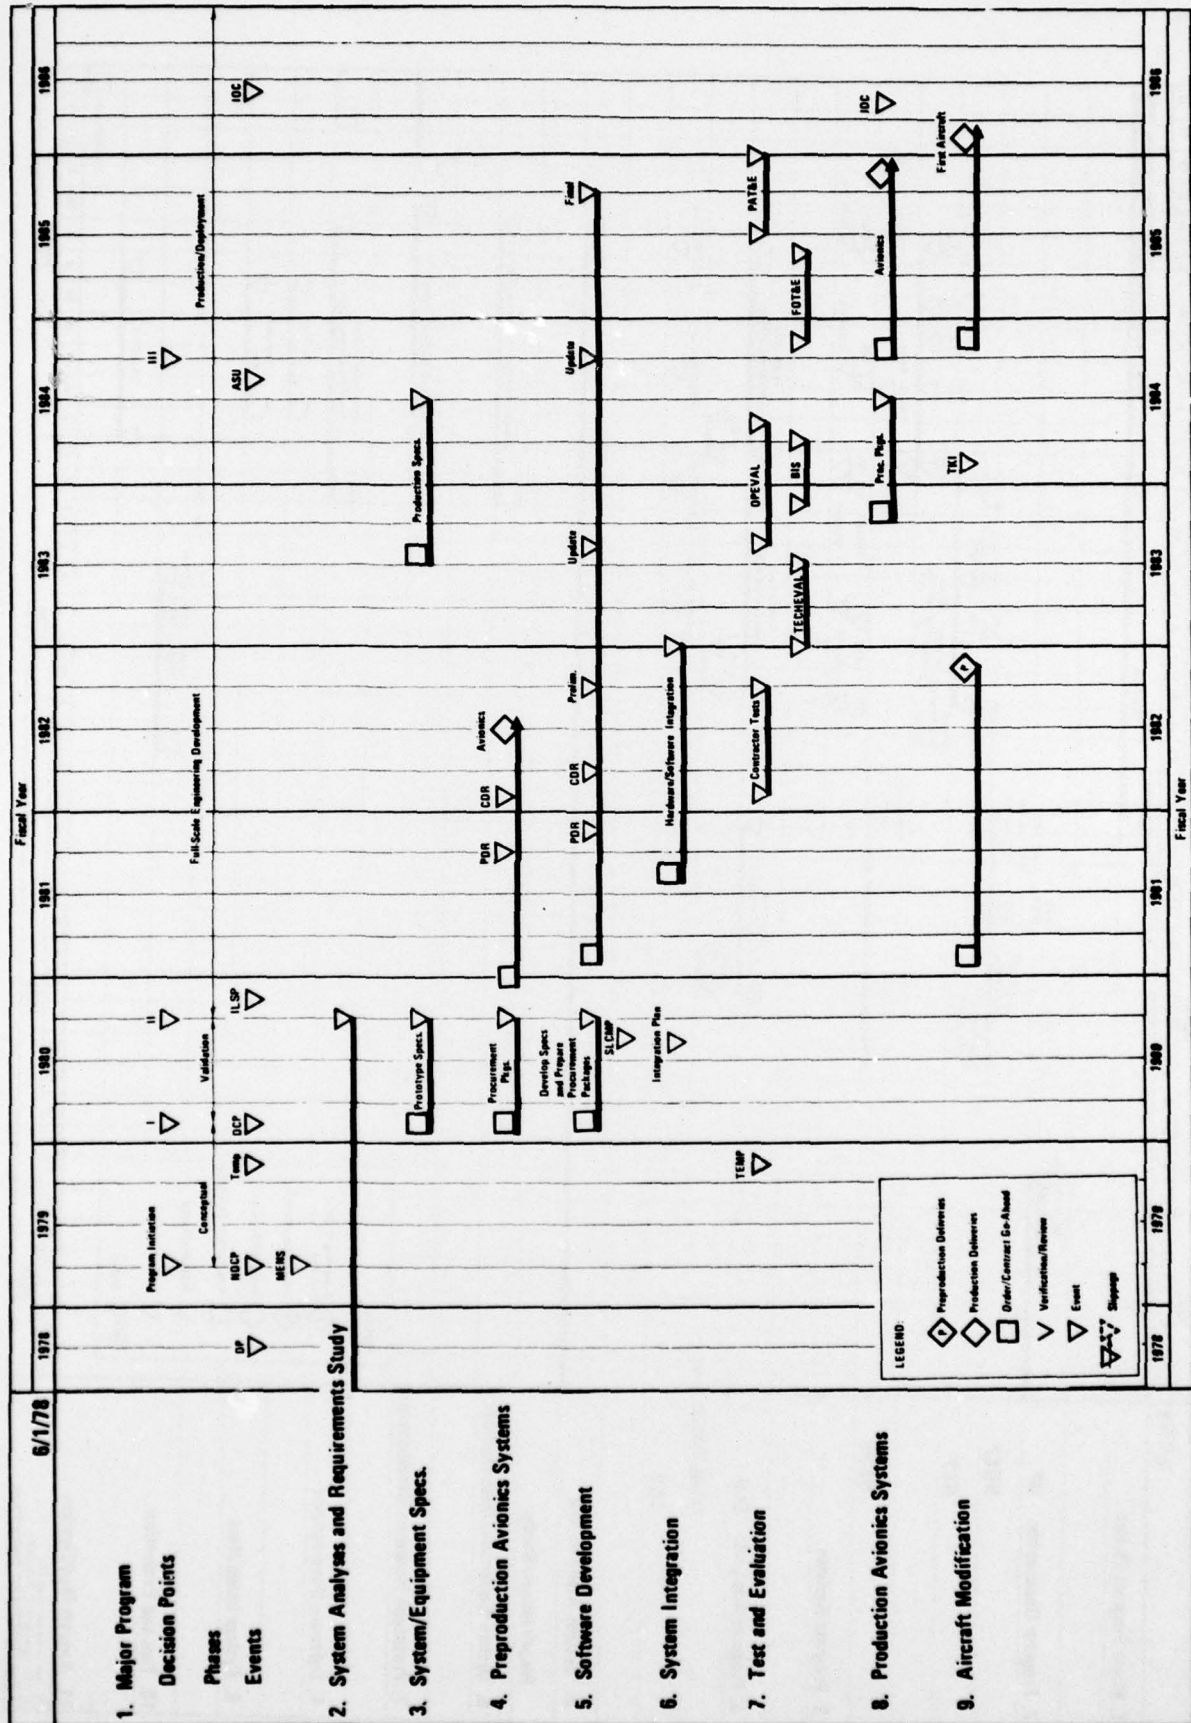 Fiscal Year
6/1/78
1978
1979
1980
1981
1982
1983
1984
1985
1986
1. Major Program
Decision Points
Program Initiation
I
II
III
Phases
Conceptual
Validation
Full-Scale Engineering Development
Production/Deployment
Events
DP
NDCP
Temp
DCP
ILSP
ASU
IOC
MENS
2. System Analyses and Requirements Study
3. System/Equipment Specs.
Prototype Specs.
Production Specs.
4. Preproduction Avionics Systems
Procurement
Pkgs.
PDR
CDR
Avionics
5. Software Development
Develop Specs
and Prepare
Procurement
Packages
SLCMP
PDR
CDR
Prelim.
Update
Update
Final
6. System Integration
Integration Plan
Hardware/Software Integration
7. Test and Evaluation
TEMP
Contractor Tests
OPEVAL
PAT&E
TECHEVAL
BIS
FOT&E
8. Production Avionics Systems
Proc. Pkgs.
Avionics
IOC
9. Aircraft Modification
P
TKI
First Aircraft
LEGEND:
P
Preproduction Deliveries
Production Deliveries
Order/Contract Go-Ahead
Verification/Review
Event
Slippage
1978
1979
1980
1981
1982
1983
1984
1985
1986
Fiscal Year